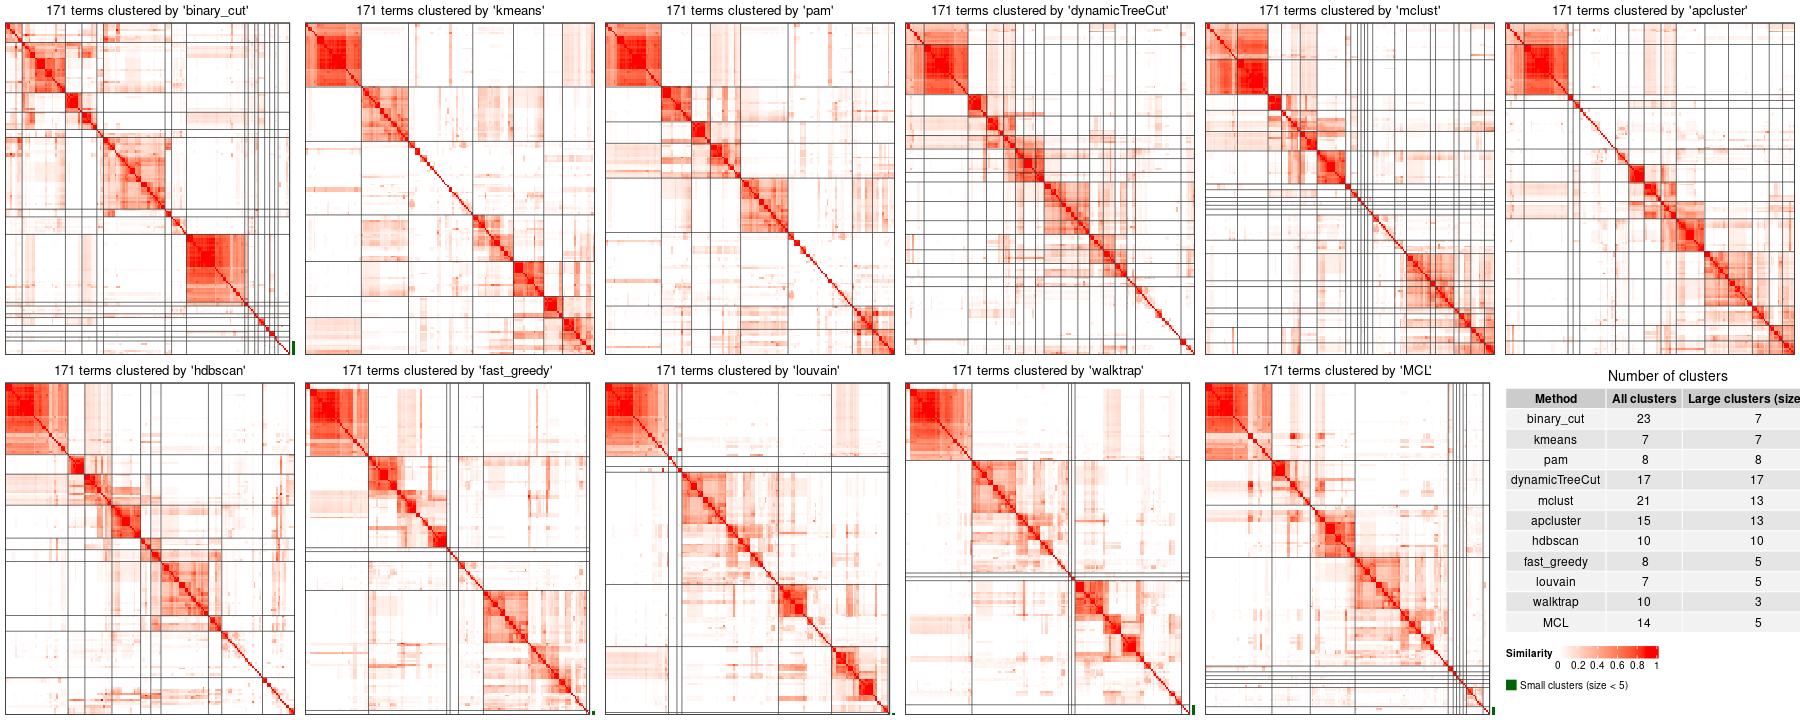 171 terms clustered by 'binary_cut'
171 terms clustered by 'kmeans'
171 terms clustered by 'pam'
171 terms clustered by 'dynamicTreeCut'
171 terms clustered by 'mclust'
171 terms clustered by 'apcluster'
171 terms clustered by 'hdbscan'
171 terms clustered by 'fast_greedy'
171 terms clustered by 'louvain'
171 terms clustered by 'walktrap'
171 terms clustered by 'MCL'
Number of clusters
Method All clusters Large clusters (size
binary_cut 23 7
kmeans 7 7
pam 8 8
dynamicTreeCut 17 17
mclust 21 13
apcluster 15 13
hdbscan 10 10
fast_greedy 8 5
louvain 7 5
walktrap 10 3
MCL 14 5
Similarity
0 0.2 0.4 0.6 0.8 1
Small clusters (size < 5)